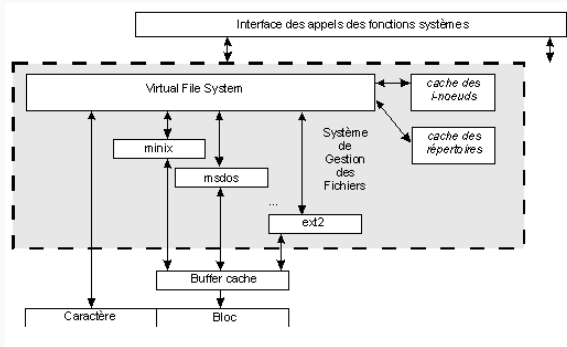 Interface des appels des fonctions systèmes
Virtual File System
cache des
i-noeuds
cache des
répertoires
minix
msdos
...
ext2
Système
de
Gestion
des
Fichiers
Buffer cache
Caractère
Bloc